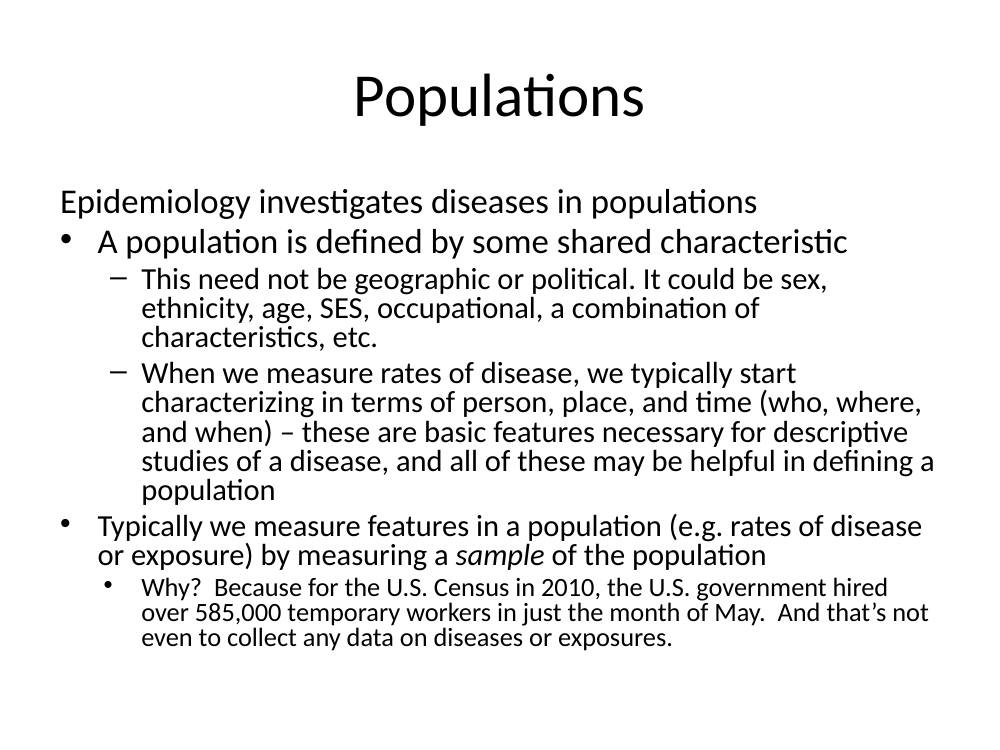 Populations
Epidemiology investigates diseases in populations
• A population is defined by some shared characteristic
– This need not be geographic or political. It could be sex,
ethnicity, age, SES, occupational, a combination of
characteristics, etc.
– When we measure rates of disease, we typically start
characterizing in terms of person, place, and time (who, where,
and when) – these are basic features necessary for descriptive
studies of a disease, and all of these may be helpful in defining a
population
• Typically we measure features in a population (e.g. rates of disease
or exposure) by measuring a sample of the population
• Why?  Because for the U.S. Census in 2010, the U.S. government hired
over 585,000 temporary workers in just the month of May.  And that’s not
even to collect any data on diseases or exposures.